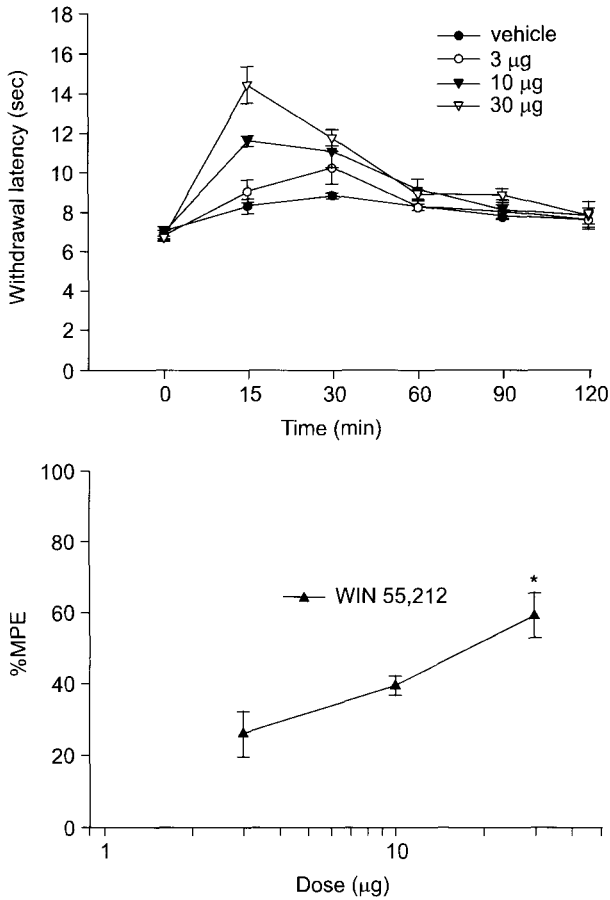 18
16
14
12
10
8
6
4
2
0
Withdrawal latency (sec)
vehicle
3 μg
10 μg
30 μg
0 15 30 60 90 120
Time (min)
100
80
60
40
20
0
%MPE
WIN 55,212
*
1 10
Dose (μg)